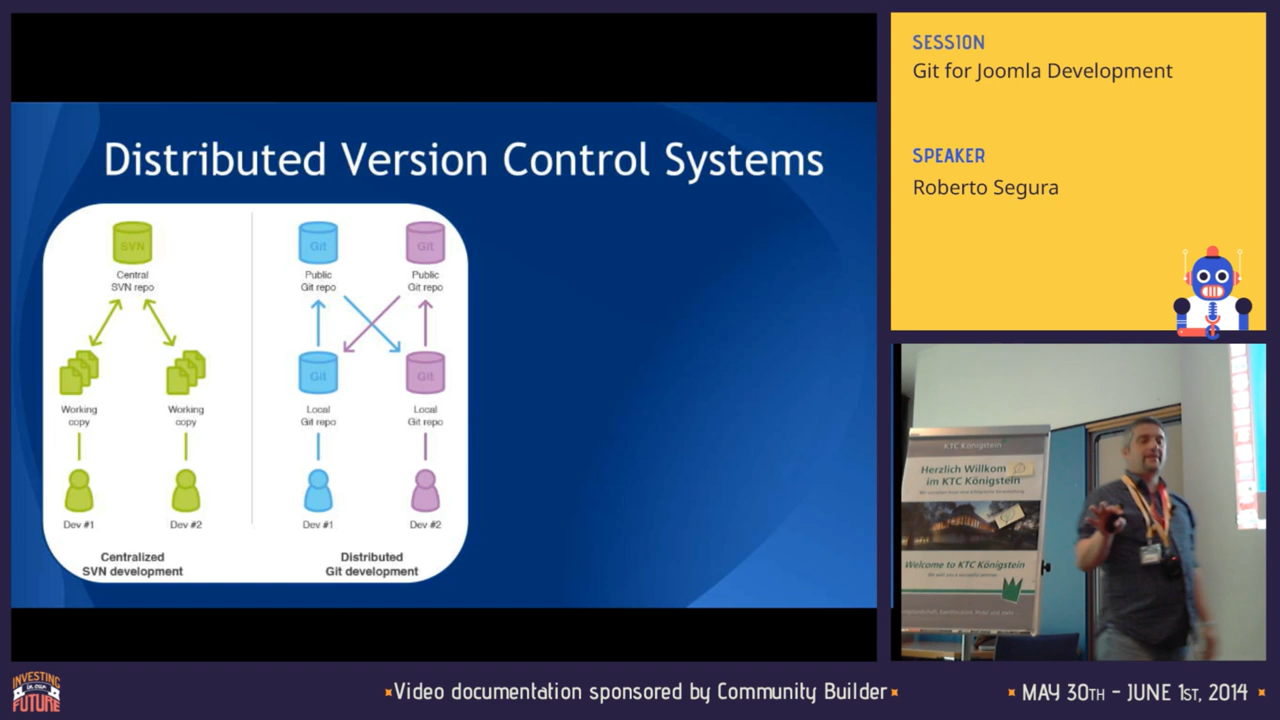 Distributed Version Control Systems
SVN
Git
Git
Central
SVN repo
Public
Git repo
Public
Git repo
Git
Git
Working
copy
Working
copy
Local
Git repo
Local
Git repo
Dev #1
Dev #2
Dev #1
Dev #2
Centralized
SVN development
Distributed
Git development
SESSION
Git for Joomla Development
SPEAKER
Roberto Segura
KTC Königstein
Herzlich Willkom
im KTC Königstein
Welcome to KTC Königstein
INVESTING
IN OUR
FUTURE
Video documentation sponsored by Community Builder
MAY 30TH - JUNE 1ST, 2014